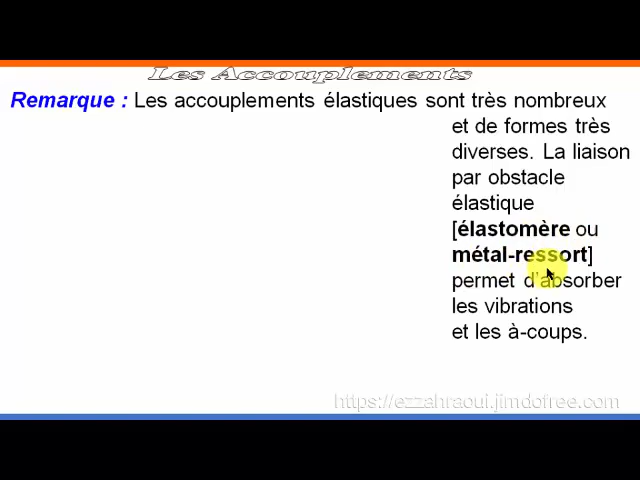 Les Accouplements
Remarque : Les accouplements élastiques sont très nombreux
et de formes très
diverses. La liaison
par obstacle
élastique
[élastomère ou
métal-ressort]
permet d'absorber
les vibrations
et les à-coups.
https://ezzahraoui.jimdofree.com